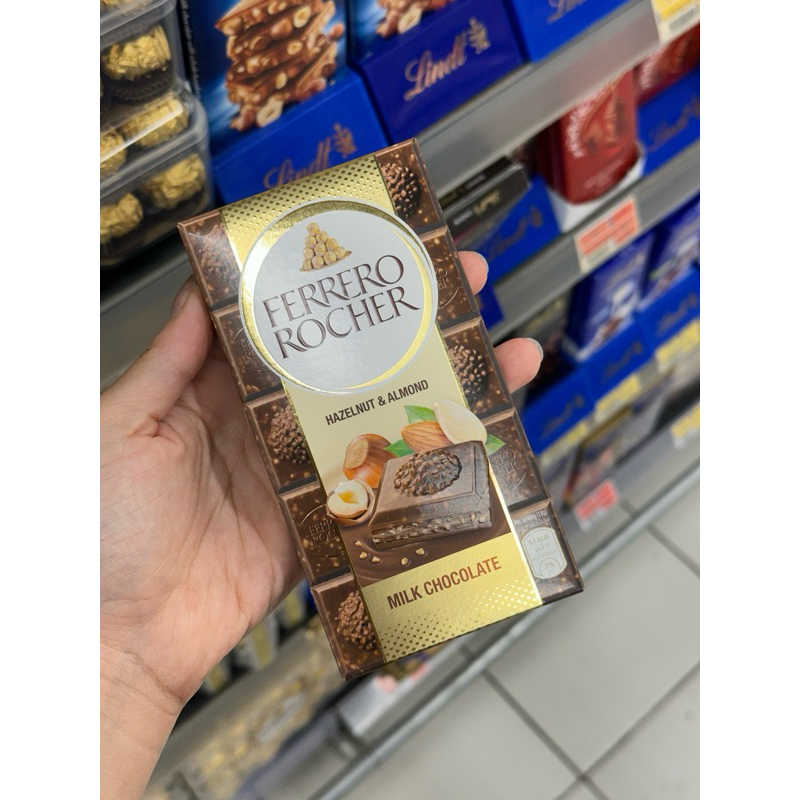 Lindt
Lindt
FERRERO
ROCHER
HAZELNUT & ALMOND
MILK CHOCOLATE